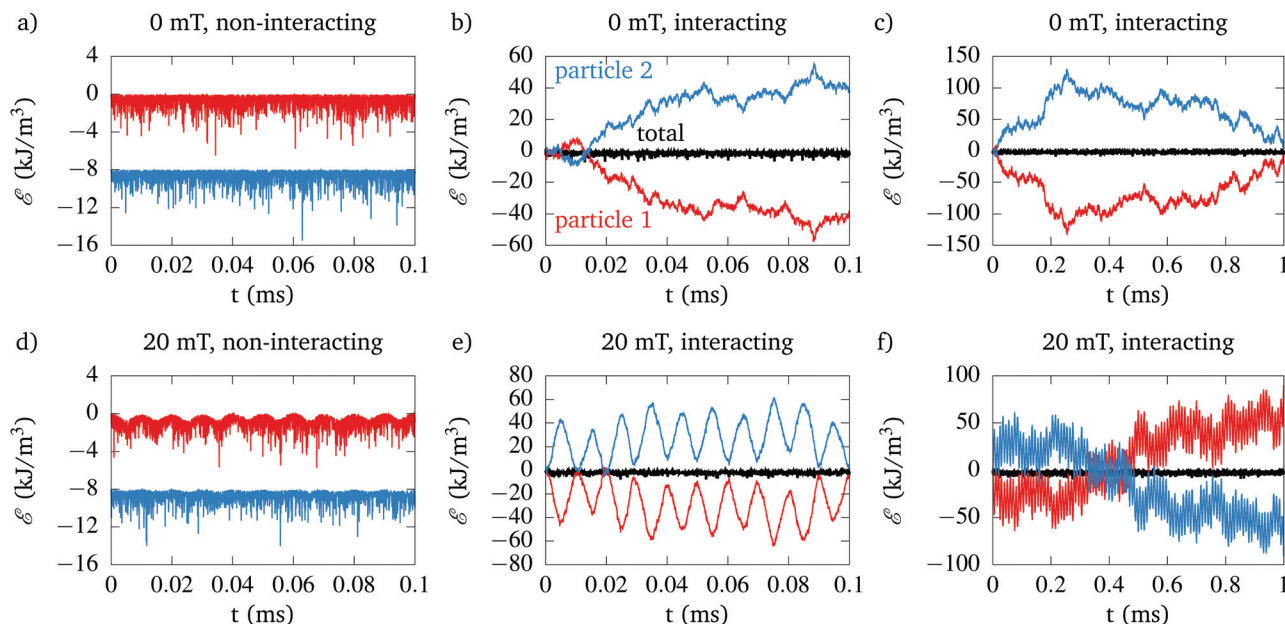 a)
0 mT, non-interacting
4
0
−4
−8
−12
−16
ℰ (kJ/m³)
0 0.02 0.04 0.06 0.08 0.1
t (ms)
b)
0 mT, interacting
60
40
20
0
−20
−40
−60
ℰ (kJ/m³)
particle 2
total
particle 1
0 0.02 0.04 0.06 0.08 0.1
t (ms)
c)
0 mT, interacting
150
100
50
0
−50
−100
−150
ℰ (kJ/m³)
0 0.2 0.4 0.6 0.8 1
t (ms)
d)
20 mT, non-interacting
4
0
−4
−8
−12
−16
ℰ (kJ/m³)
0 0.02 0.04 0.06 0.08 0.1
t (ms)
e)
20 mT, interacting
80
60
40
20
0
−20
−40
−60
−80
ℰ (kJ/m³)
0 0.02 0.04 0.06 0.08 0.1
t (ms)
f)
20 mT, interacting
100
50
0
−50
−100
ℰ (kJ/m³)
0 0.2 0.4 0.6 0.8 1
t (ms)